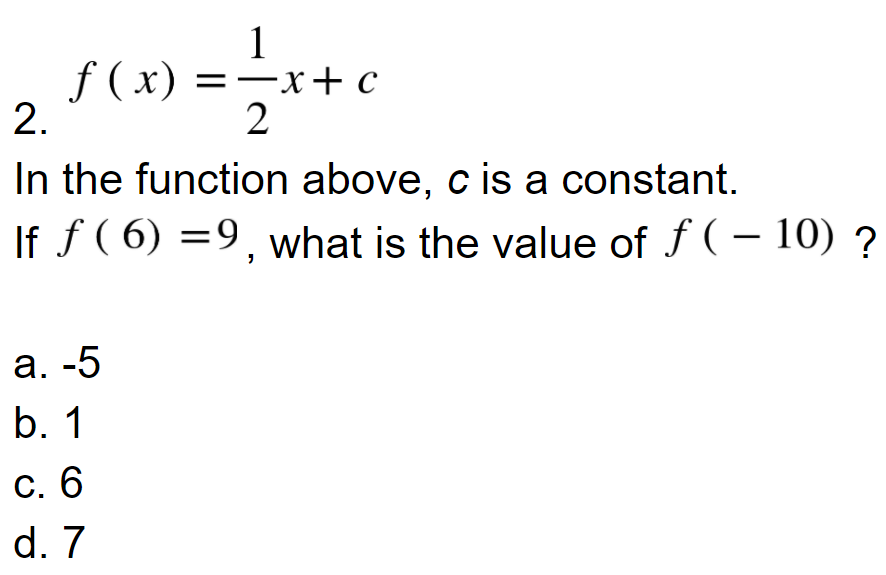 2. f ( x ) = 1/2 x + c
In the function above, c is a constant.
If f ( 6) =9, what is the value of f ( − 10) ?
a. -5
b. 1
c. 6
d. 7